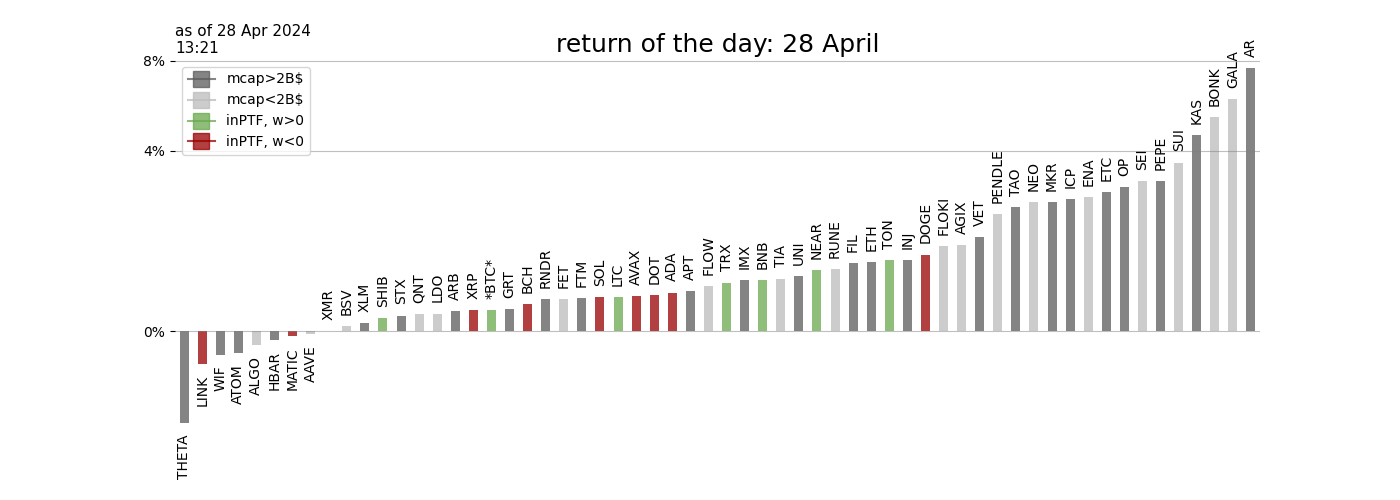 as of 28 Apr 2024
13:21
return of the day: 28 April
8%
4%
0%
mcap>2B$
mcap<2B$
inPTF, w>0
inPTF, w<0
THETA
LINK
WIF
ATOM
ALGO
HBAR
MATIC
AAVE
XMR
BSV
XLM
SHIB
STX
QNT
LDO
ARB
XRP
*BTC*
GRT
BCH
RNDR
FET
FTM
SOL
LTC
AVAX
DOT
ADA
APT
FLOW
TRX
IMX
BNB
TIA
UNI
NEAR
RUNE
FIL
ETH
TON
INJ
DOGE
FLOKI
AGIX
VET
PENDLE
TAO
NEO
MKR
ICP
ENA
ETC
OP
SEI
PEPE
SUI
KAS
BONK
GALA
AR